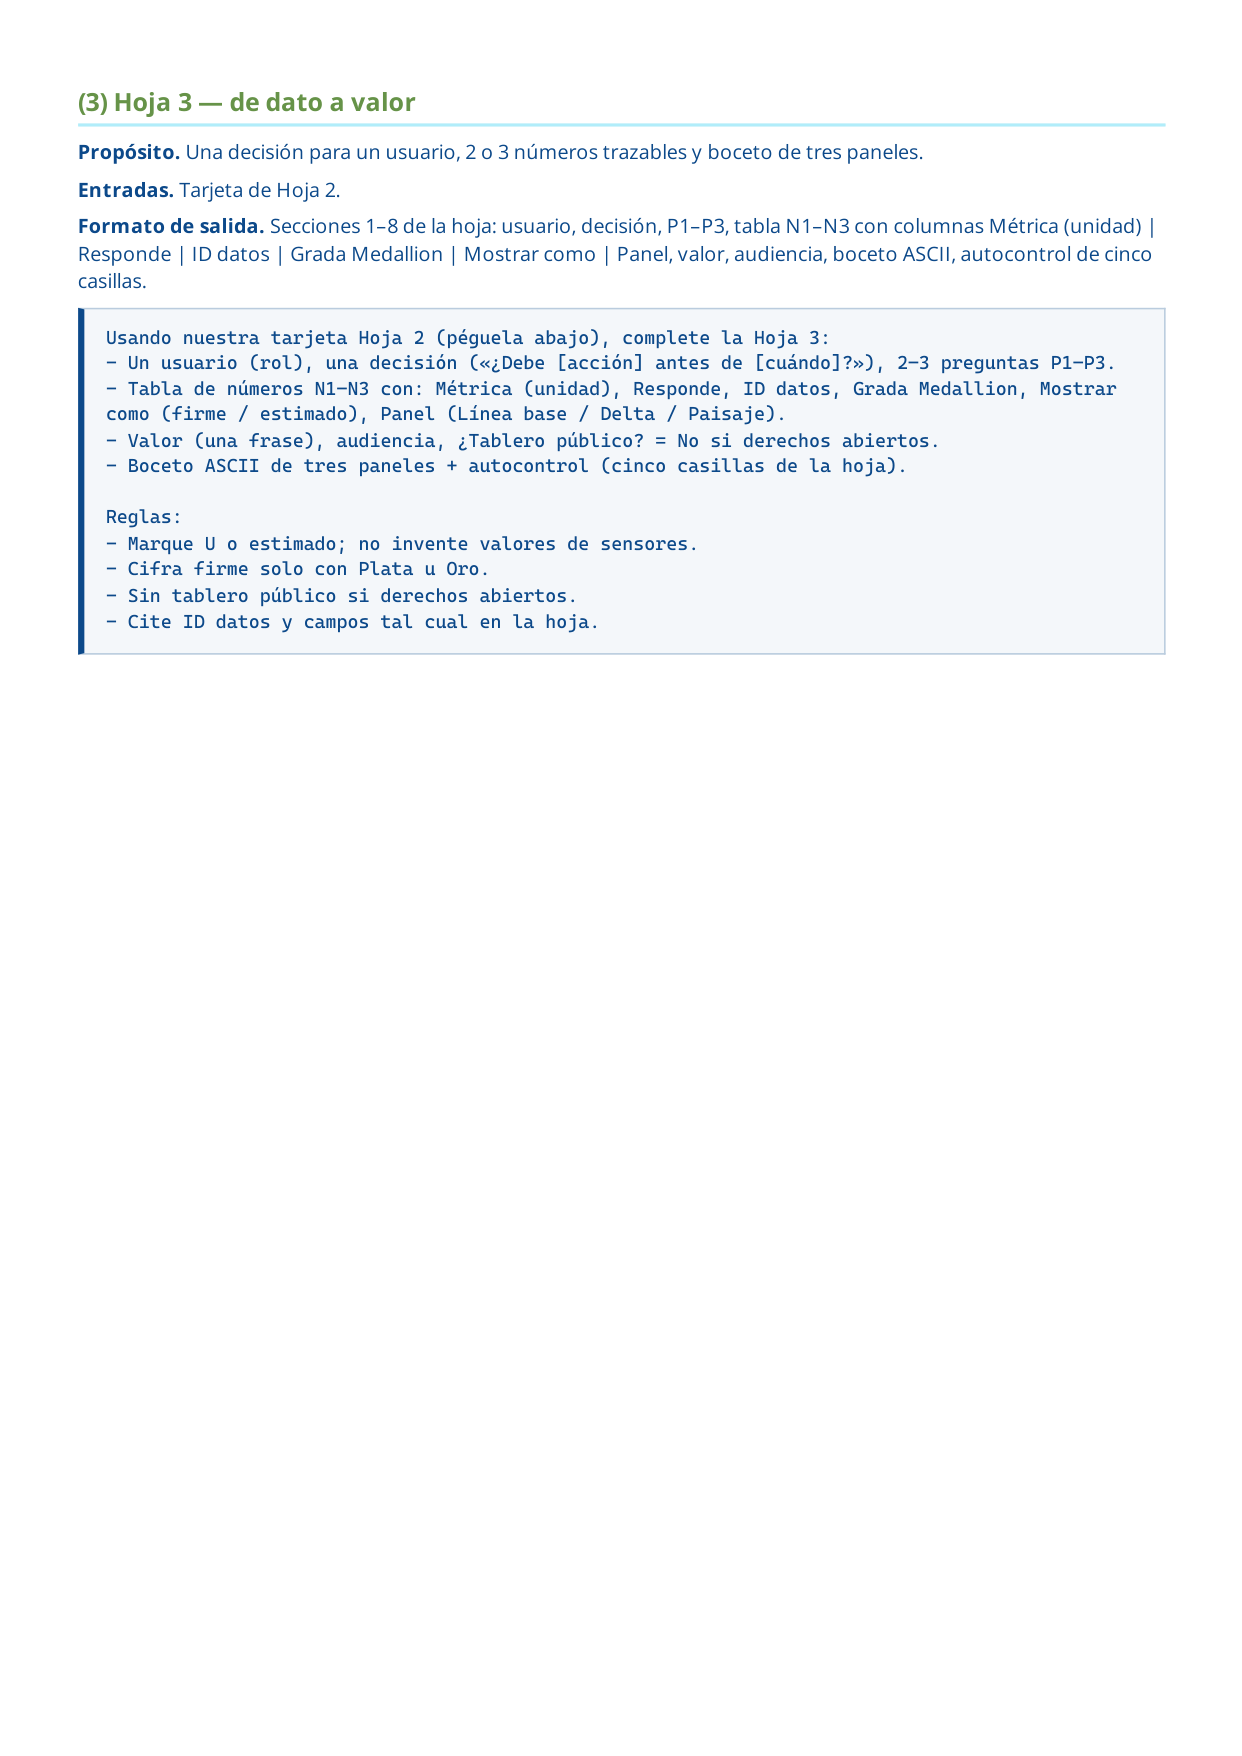 (3) Hoja 3 — de dato a valor
Propósito. Una decisión para un usuario, 2 o 3 números trazables y boceto de tres paneles.
Entradas. Tarjeta de Hoja 2.
Formato de salida. Secciones 1–8 de la hoja: usuario, decisión, P1–P3, tabla N1–N3 con columnas Métrica (unidad) |
Responde | ID datos | Grada Medallion | Mostrar como | Panel, valor, audiencia, boceto ASCII, autocontrol de cinco
casillas.
Usando nuestra tarjeta Hoja 2 (péguela abajo), complete la Hoja 3:
– Un usuario (rol), una decisión («¿Debe [acción] antes de [cuándo]?»), 2–3 preguntas P1–P3.
– Tabla de números N1–N3 con: Métrica (unidad), Responde, ID datos, Grada Medallion, Mostrar
como (firme / estimado), Panel (Línea base / Delta / Paisaje).
– Valor (una frase), audiencia, ¿Tablero público? = No si derechos abiertos.
– Boceto ASCII de tres paneles + autocontrol (cinco casillas de la hoja).
Reglas:
– Marque U o estimado; no invente valores de sensores.
– Cifra firme solo con Plata u Oro.
– Sin tablero público si derechos abiertos.
– Cite ID datos y campos tal cual en la hoja.